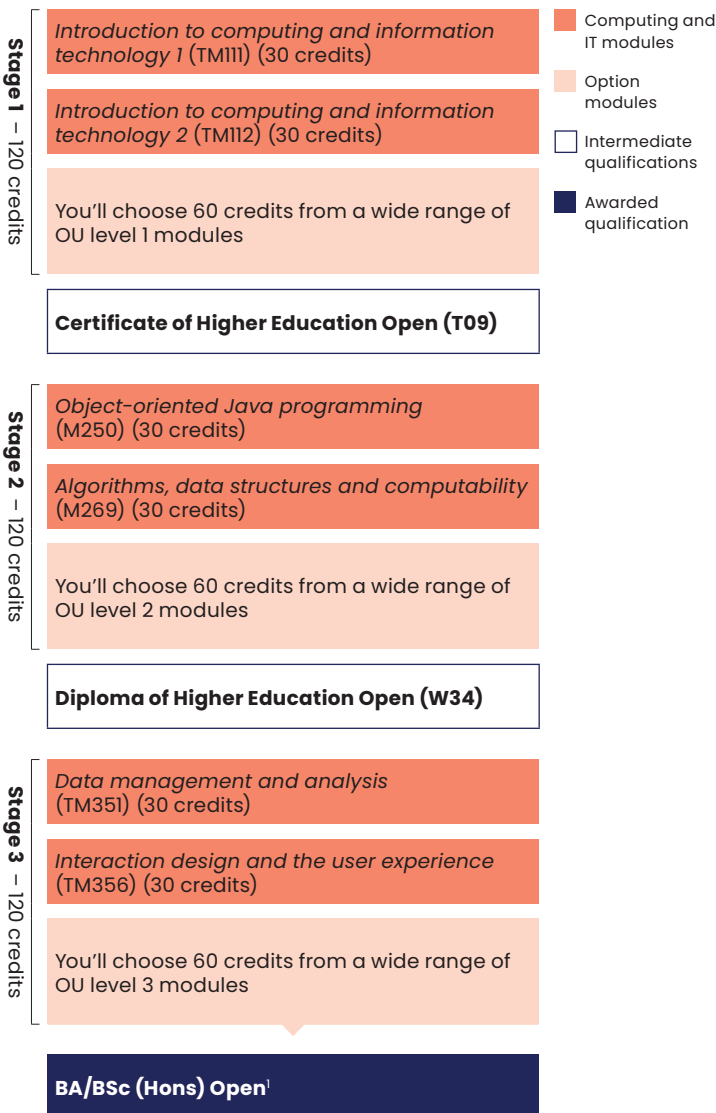 Stage 1 – 120 credits
Introduction to computing and information
technology 1 (TM111) (30 credits)
Introduction to computing and information
technology 2 (TM112) (30 credits)
You’ll choose 60 credits from a wide range of
OU level 1 modules
Certificate of Higher Education Open (T09)
Stage 2 – 120 credits
Object-oriented Java programming
(M250) (30 credits)
Algorithms, data structures and computability
(M269) (30 credits)
You’ll choose 60 credits from a wide range of
OU level 2 modules
Diploma of Higher Education Open (W34)
Stage 3 – 120 credits
Data management and analysis
(TM351) (30 credits)
Interaction design and the user experience
(TM356) (30 credits)
You’ll choose 60 credits from a wide range of
OU level 3 modules
BA/BSc (Hons) Open¹
Computing and
IT modules
Option
modules
Intermediate
qualifications
Awarded
qualification